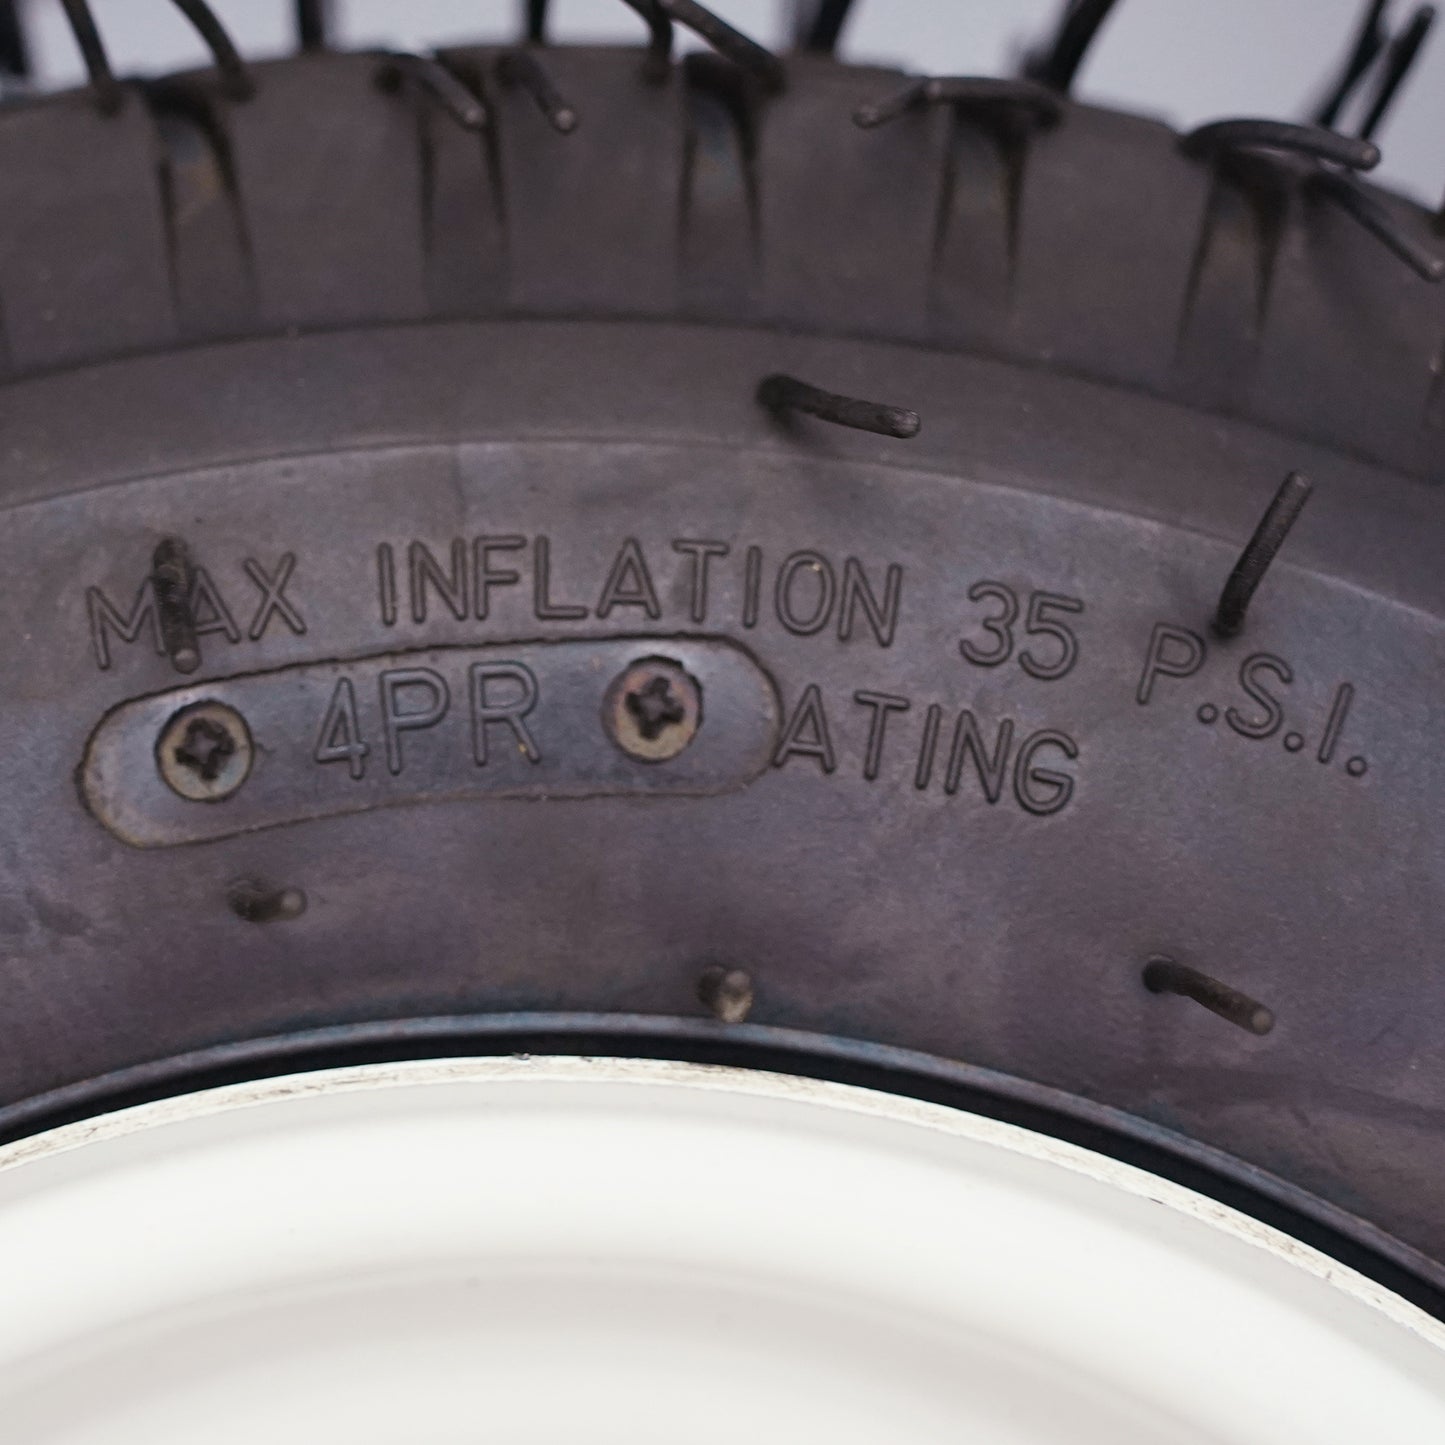 MAX INFLATION 35 P.S.I.
4PR ATING